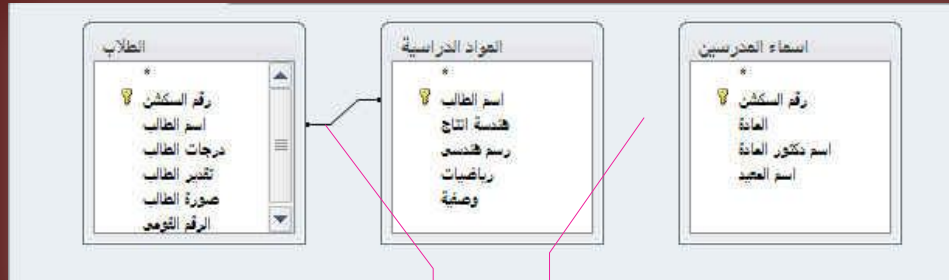 الطلاب
*
رقم السكشن
اسم الطالب
درجات الطالب
تقدير الطالب
صورة الطالب
الرقم القومى
المواد الدراسية
*
اسم الطالب
هندسة انتاج
رسم هندسى
رياضيات
وصفية
اسماء المدرسين
*
رقم السكشن
المادة
اسم دكتور المادة
اسم المعيد